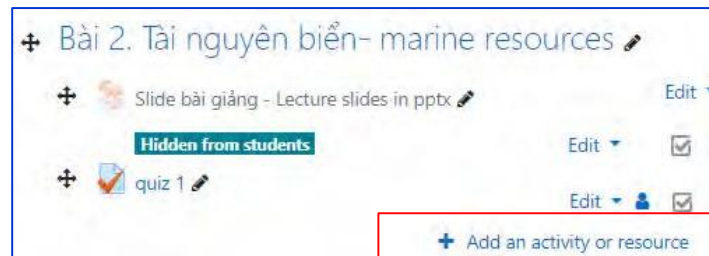 Bài 2. Tài nguyên biển- marine resources
Slide bài giảng - Lecture slides in pptx Edit
Hidden from students Edit
quiz 1 Edit
Add an activity or resource